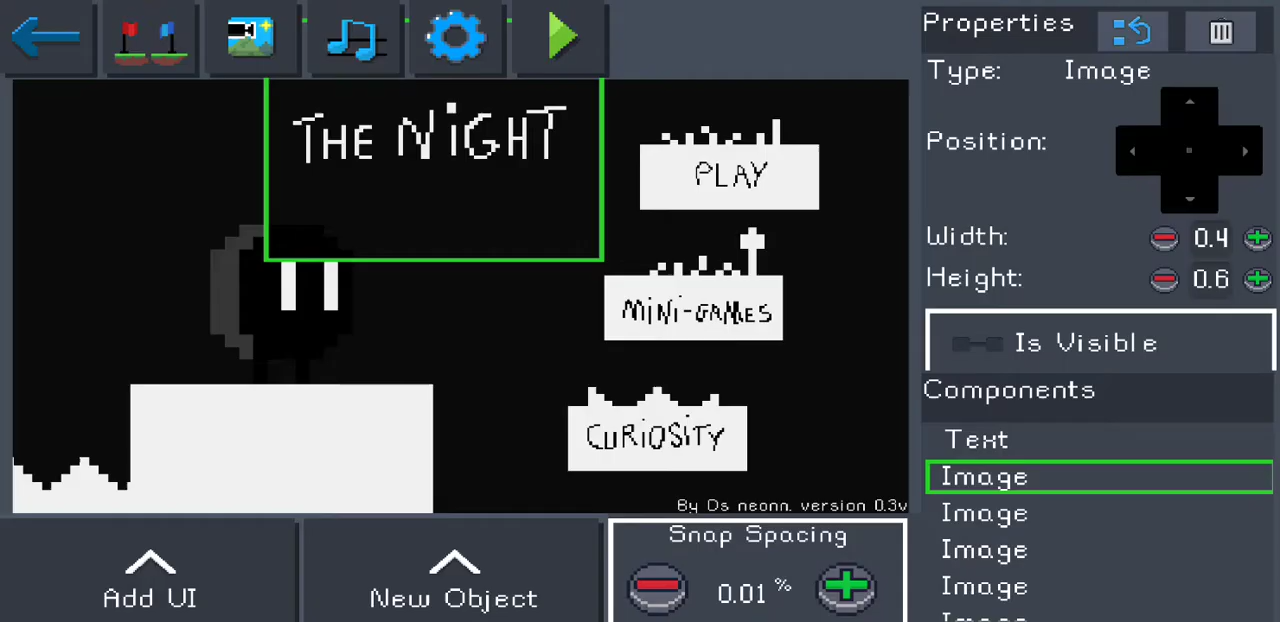 Properties
Type: Image
Position:
Width: 0.4
Height: 0.6
Is Visible
Components
Text
Image
Image
Image
Image
THE NiGHT
PLAY
MiNi-GAMES
CURiOSiTY
By Ds neonn. version 0.3v
Add UI
New Object
Snap Spacing
0.01 %